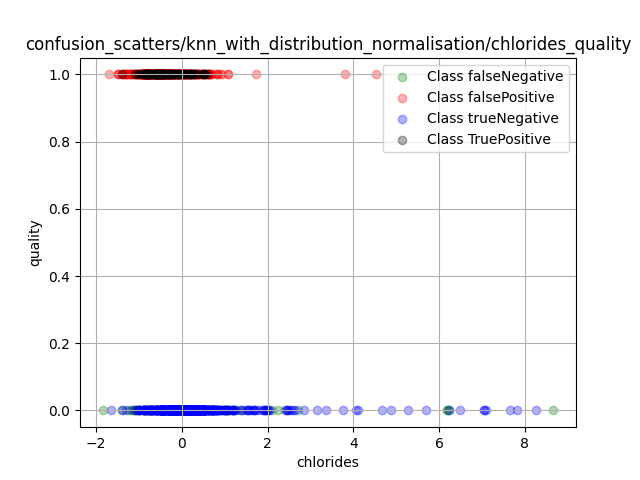 confusion_scatters/knn_with_distribution_normalisation/chlorides_quality
Class falseNegative
Class falsePositive
Class trueNegative
Class TruePositive
1.0
0.8
0.6
0.4
0.2
0.0
quality
−2
0
2
4
6
8
chlorides